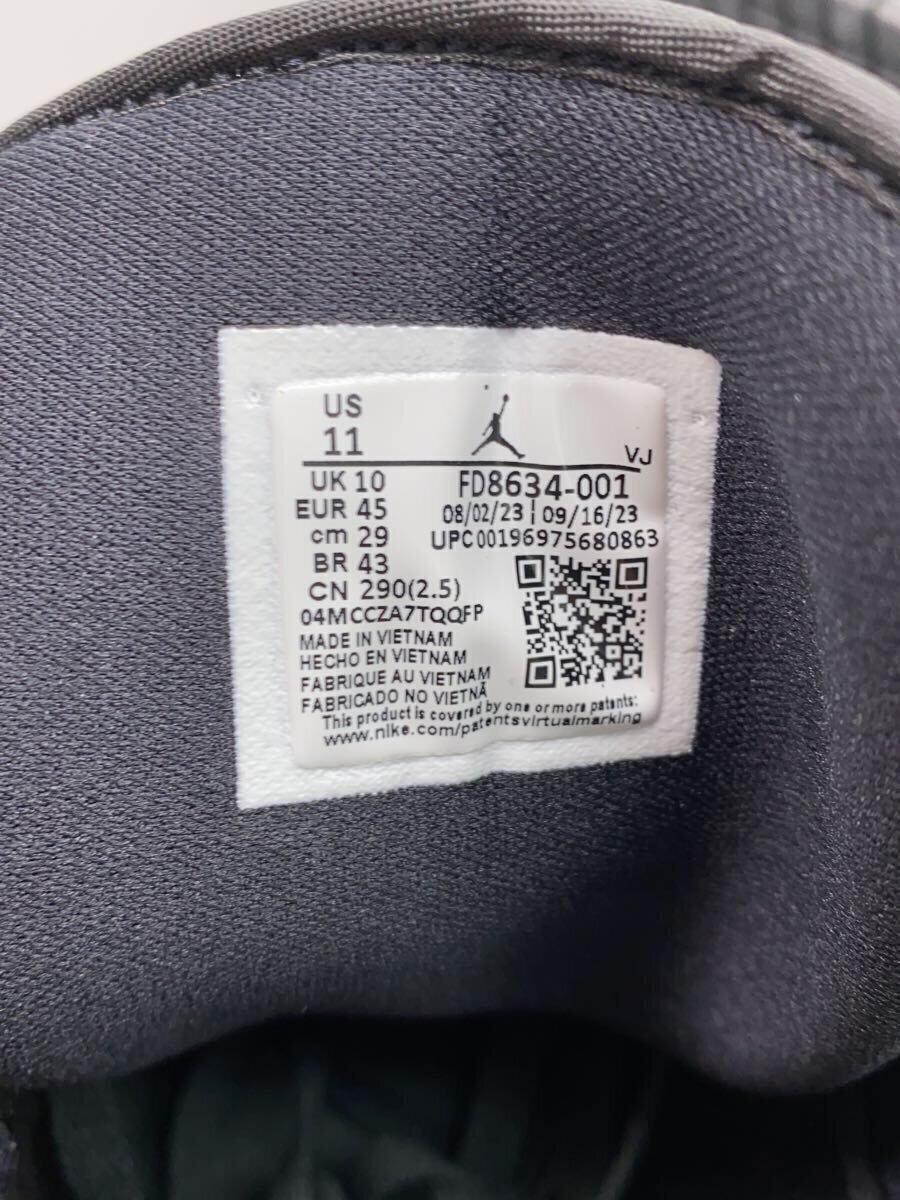 US
11
VJ
UK 10
EUR 45
cm 29
BR 43
CN 290(2.5)
FD8634-001
08/02/23 | 09/16/23
UPC00196975680863
04MCCZA7TQQFP
MADE IN VIETNAM
HECHO EN VIETNAM
FABRIQUE AU VIETNAM
FABRICADO NO VIETNÃ
This product is covered by one or more patents:
www.nike.com/patentsvirtualmarking